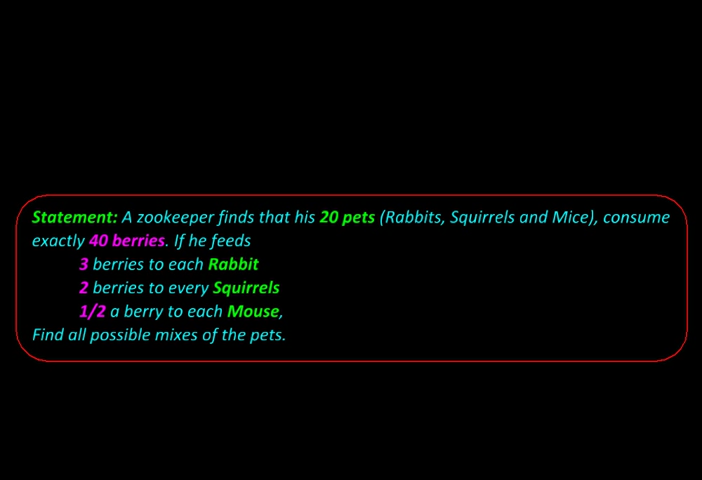 Statement: A zookeeper finds that his 20 pets (Rabbits, Squirrels and Mice), consume
exactly 40 berries. If he feeds
3 berries to each Rabbit
2 berries to every Squirrels
1/2 a berry to each Mouse,
Find all possible mixes of the pets.